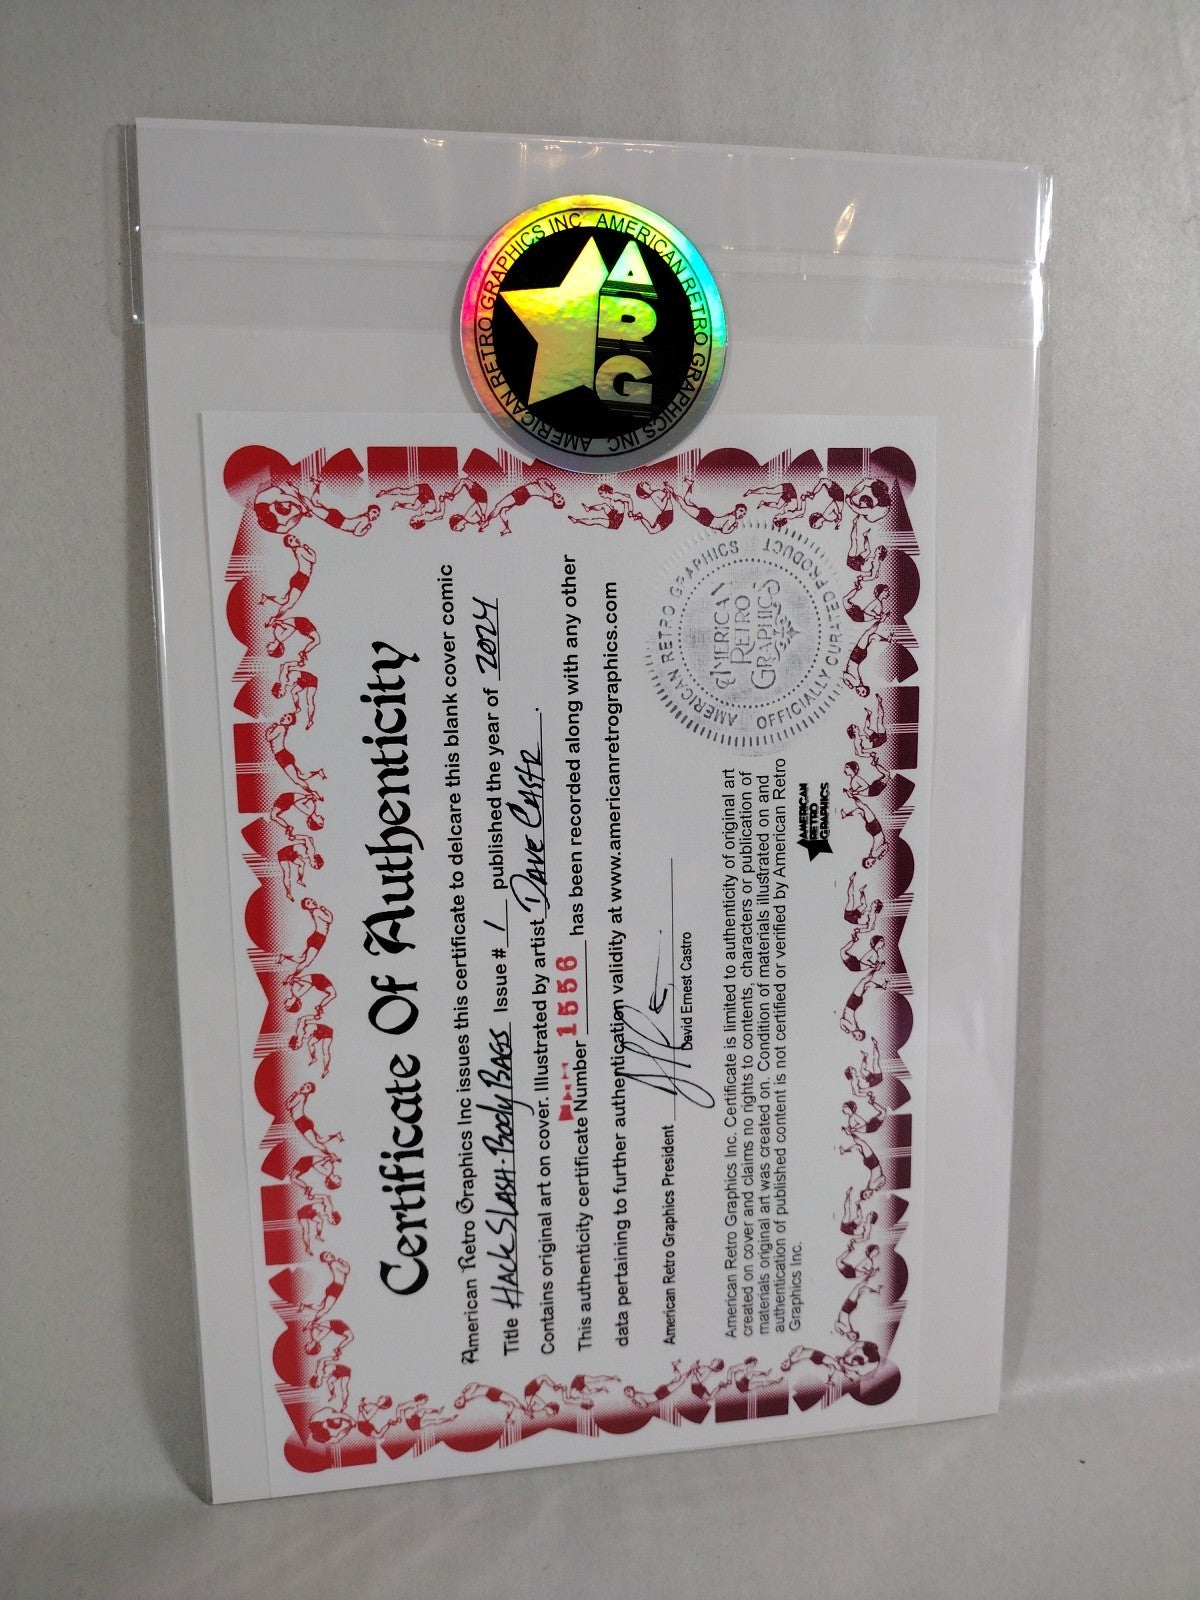 AMERICAN RETRO GRAPHICS INC. AMERICAN RETRO GRAPHICS INC.
ARG
Certificate Of Authenticity
American Retro Graphics Inc issues this certificate to delcare this blank cover comic
Title Hack Slash-Body Bags Issue # 1 published the year of 2024
Contains original art on cover. Illustrated by artist Dave Castr.
This authenticity certificate Number 1556 has been recorded along with any other
data pertaining to further authentication validity at www.americanretrographics.com
American Retro Graphics President
David Ernest Castro
American Retro Graphics Inc. Certificate is limited to authenticity of original art
created on cover and claims no rights to contents, characters or publication of
materials original art was created on. Condition of materials illustrated on and
authentication of published content is not certified or verified by American Retro
Graphics Inc.
AMERICAN
RETRO
GRAPHICS
AMERICAN RETRO GRAPHICS
OFFICIALLY CURATED PRODUCT
AMERICAN
RETRO
GRAPHICS